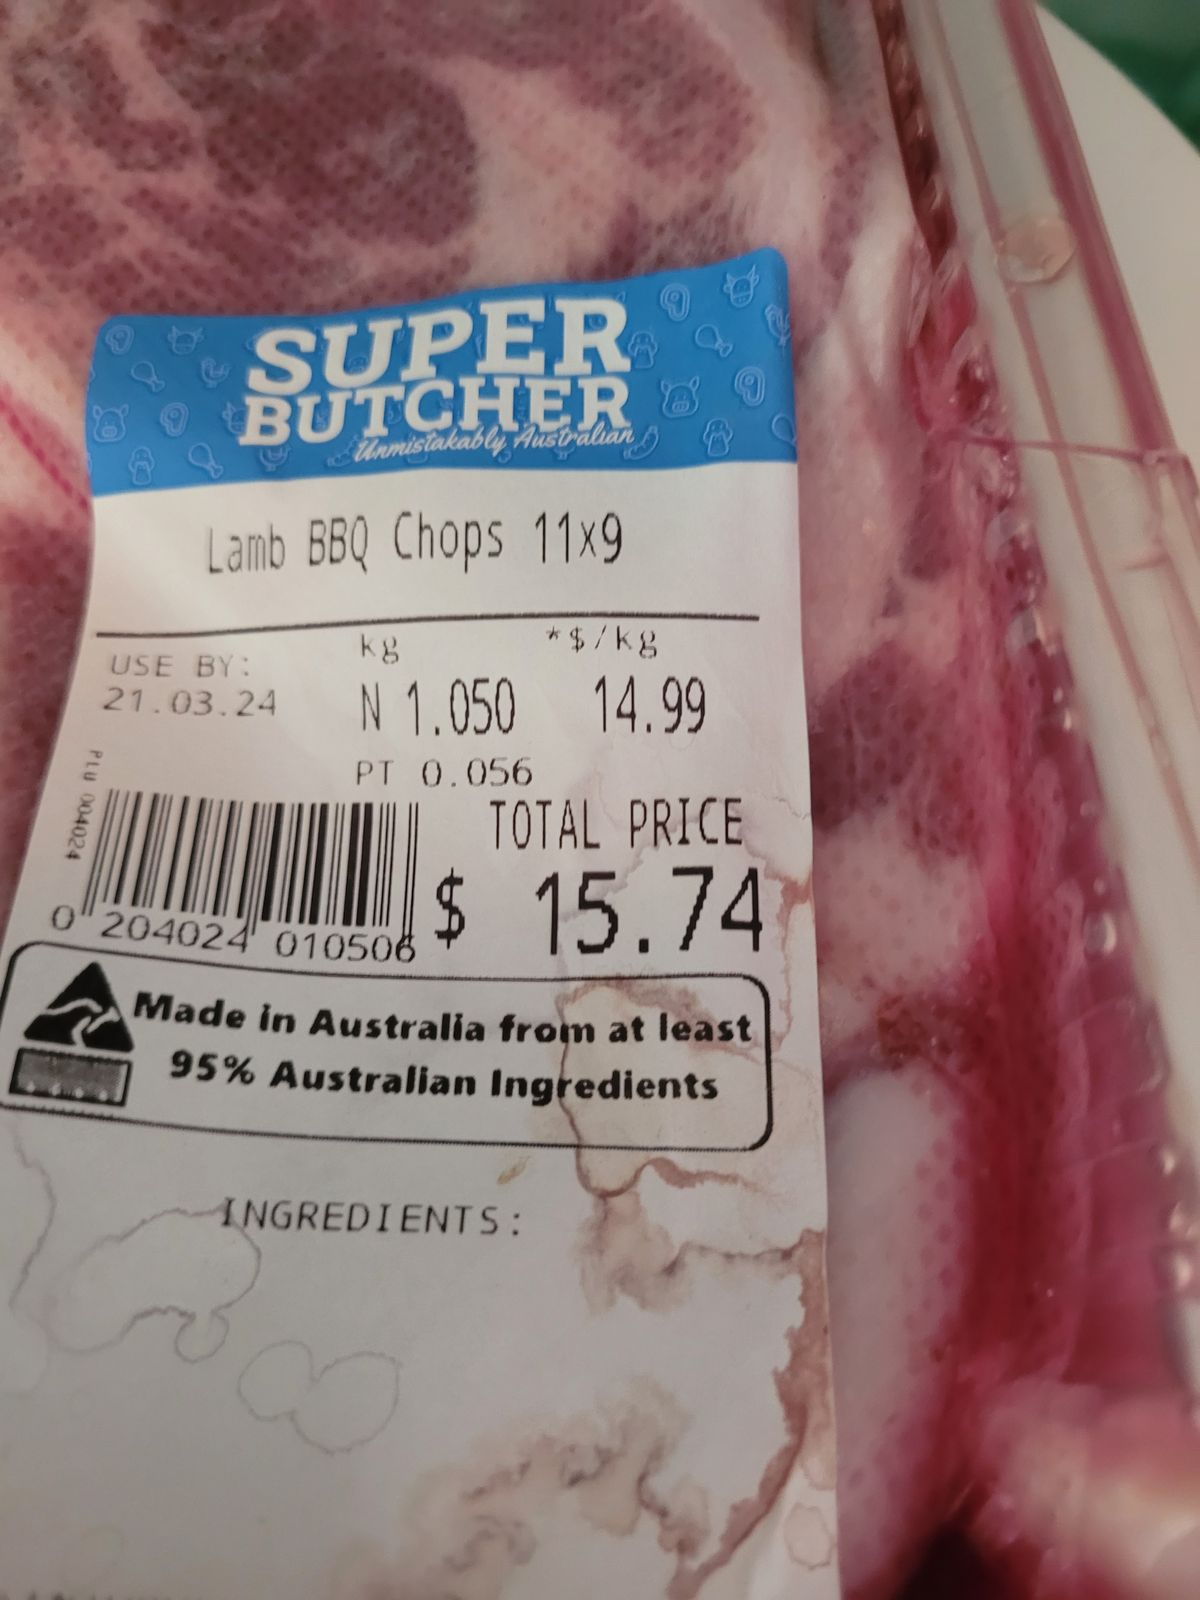 SUPER
BUTCHER
Unmistakably Australian
Lamb BBQ Chops 11x9
kg *$/kg
USE BY:
21.03.24
N 1.050 14.99
PT 0.056
PLU 004024
TOTAL PRICE
$ 15.74
0 204024 010506
Made in Australia from at least
95% Australian Ingredients
INGREDIENTS: